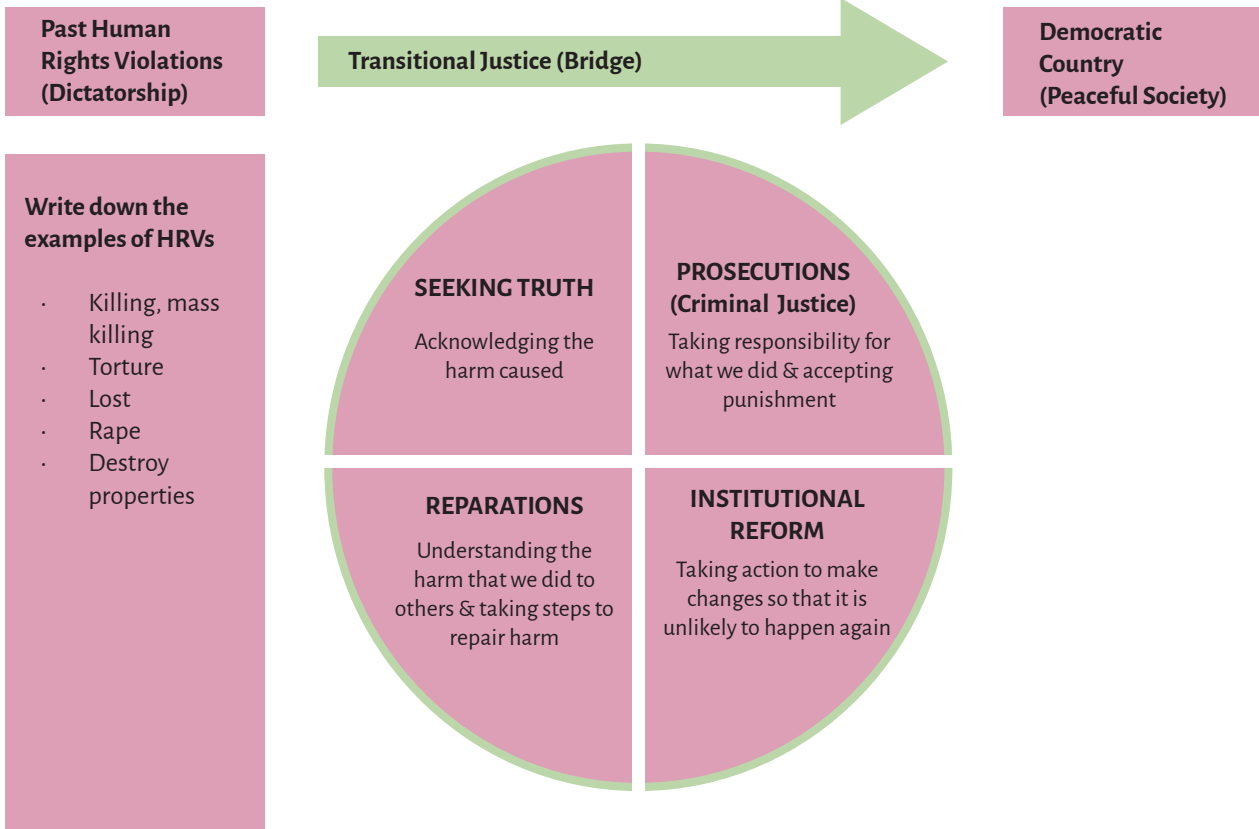 Past Human
Rights Violations
(Dictatorship)
Transitional Justice (Bridge)
Democratic
Country
(Peaceful Society)
Write down the
examples of HRVs
· Killing, mass
killing
· Torture
· Lost
· Rape
· Destroy
properties
SEEKING TRUTH
Acknowledging the
harm caused
PROSECUTIONS
(Criminal Justice)
Taking responsibility for
what we did & accepting
punishment
REPARATIONS
Understanding the
harm that we did to
others & taking steps to
repair harm
INSTITUTIONAL
REFORM
Taking action to make
changes so that it is
unlikely to happen again